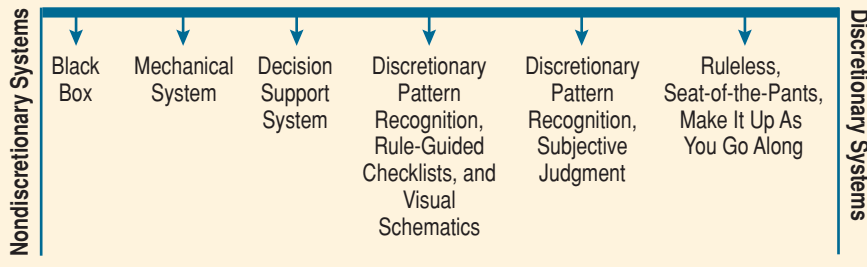 Nondiscretionary Systems
Black
Box
Mechanical
System
Decision
Support
System
Discretionary
Pattern
Recognition,
Rule-Guided
Checklists, and
Visual
Schematics
Discretionary
Pattern
Recognition,
Subjective
Judgment
Ruleless,
Seat-of-the-Pants,
Make It Up As
You Go Along
Discretionary Systems